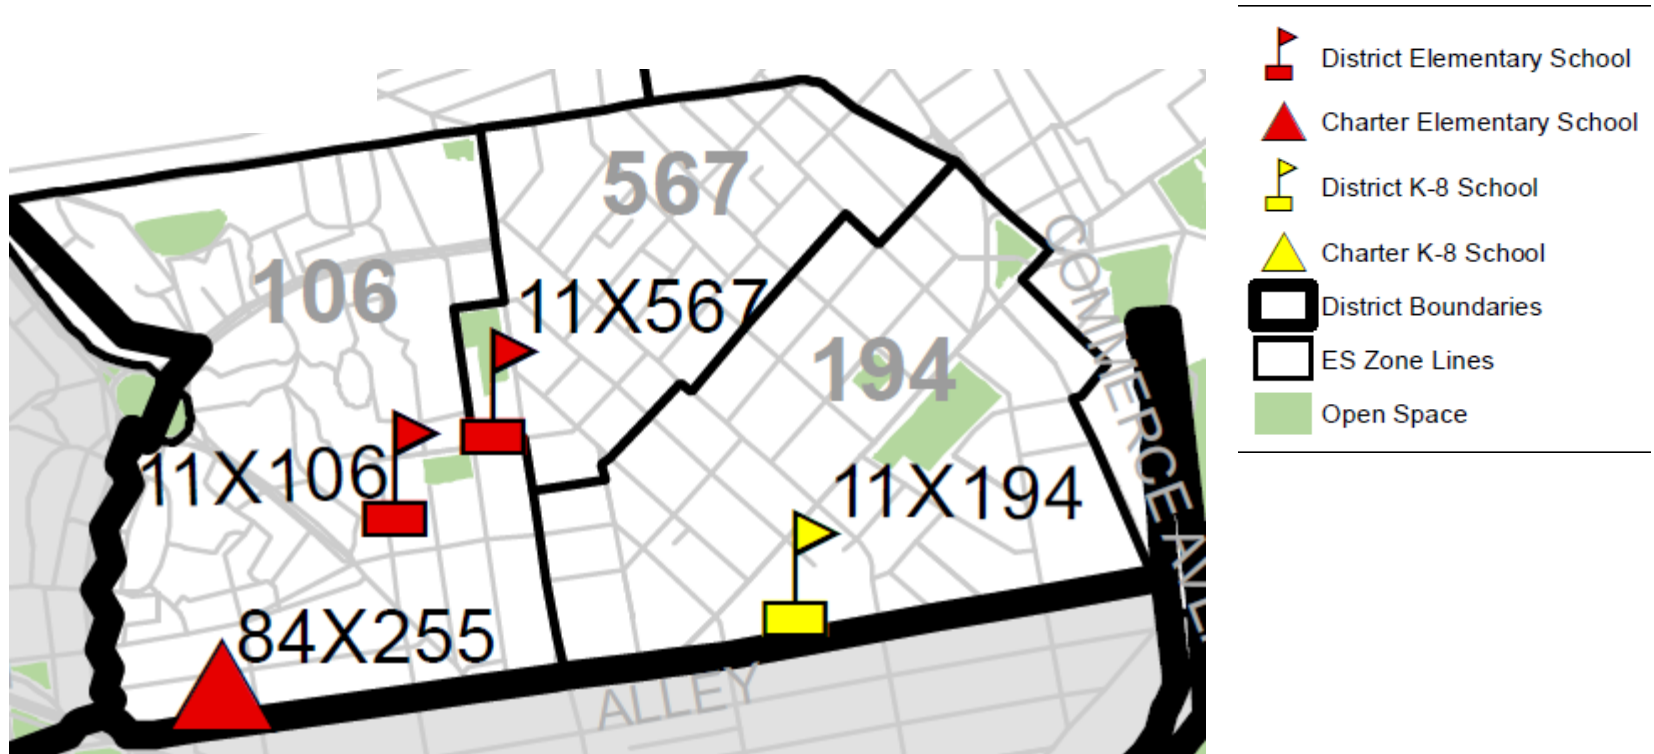 567
106
11X567
194
11X106
11X194
84X255
COMMERCE AVE
ALLEY
District Elementary School
Charter Elementary School
District K-8 School
Charter K-8 School
District Boundaries
ES Zone Lines
Open Space